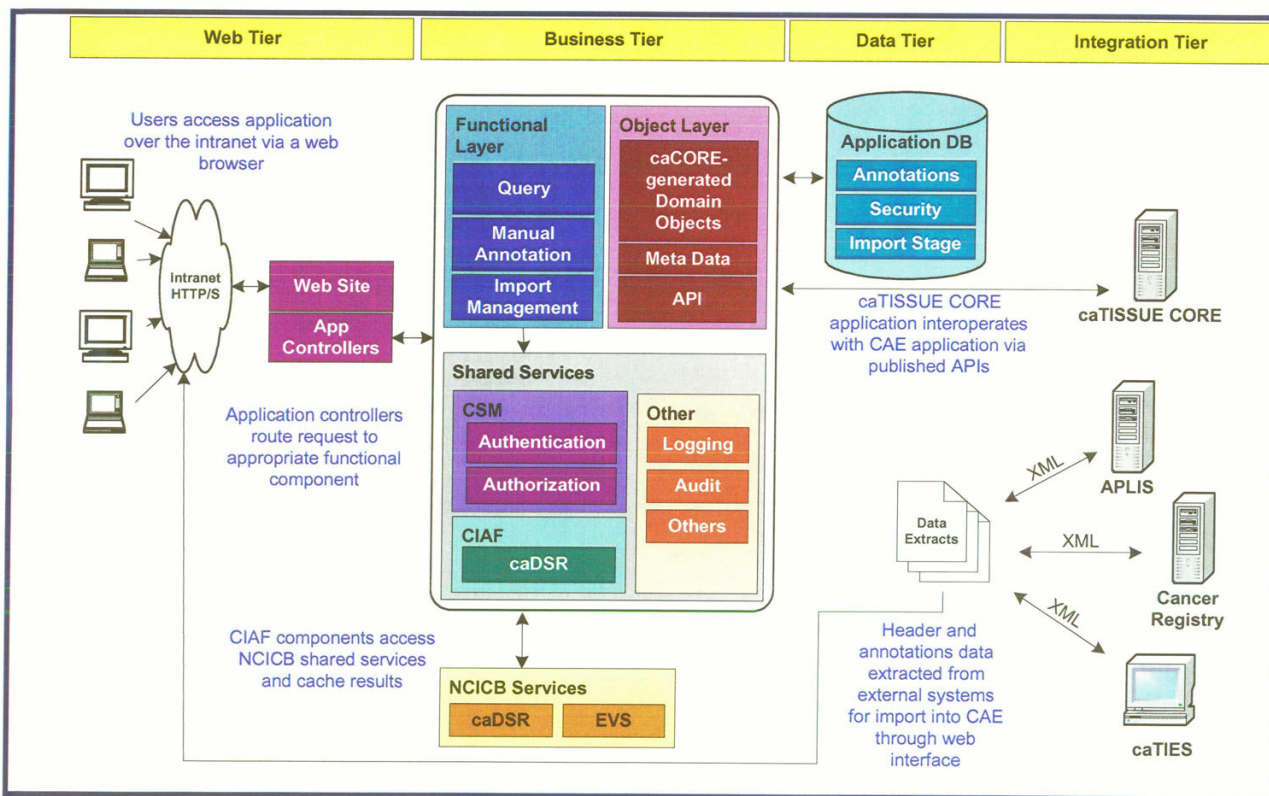 Web Tier
Business Tier
Data Tier
Integration Tier
Users access application
over the intranet via a web
browser
Intranet
HTTP/S
Web Site
App
Controllers
Application controllers
route request to
appropriate functional
component
Functional
Layer
Query
Manual
Annotation
Import
Management
Object Layer
caCORE-
generated
Domain
Objects
Meta Data
API
Shared Services
CSM
Authentication
Authorization
CIAF
caDSR
Other
Logging
Audit
Others
CIAF components access
NCICB shared services
and cache results
NCICB Services
caDSR
EVS
Application DB
Annotations
Security
Import Stage
caTISSUE CORE
application interoperates
with CAE application via
published APIs
caTISSUE CORE
Data
Extracts
XML
APLIS
XML
Cancer
Registry
XML
caTIES
Header and
annotations data
extracted from
external systems
for import into CAE
through web
interface